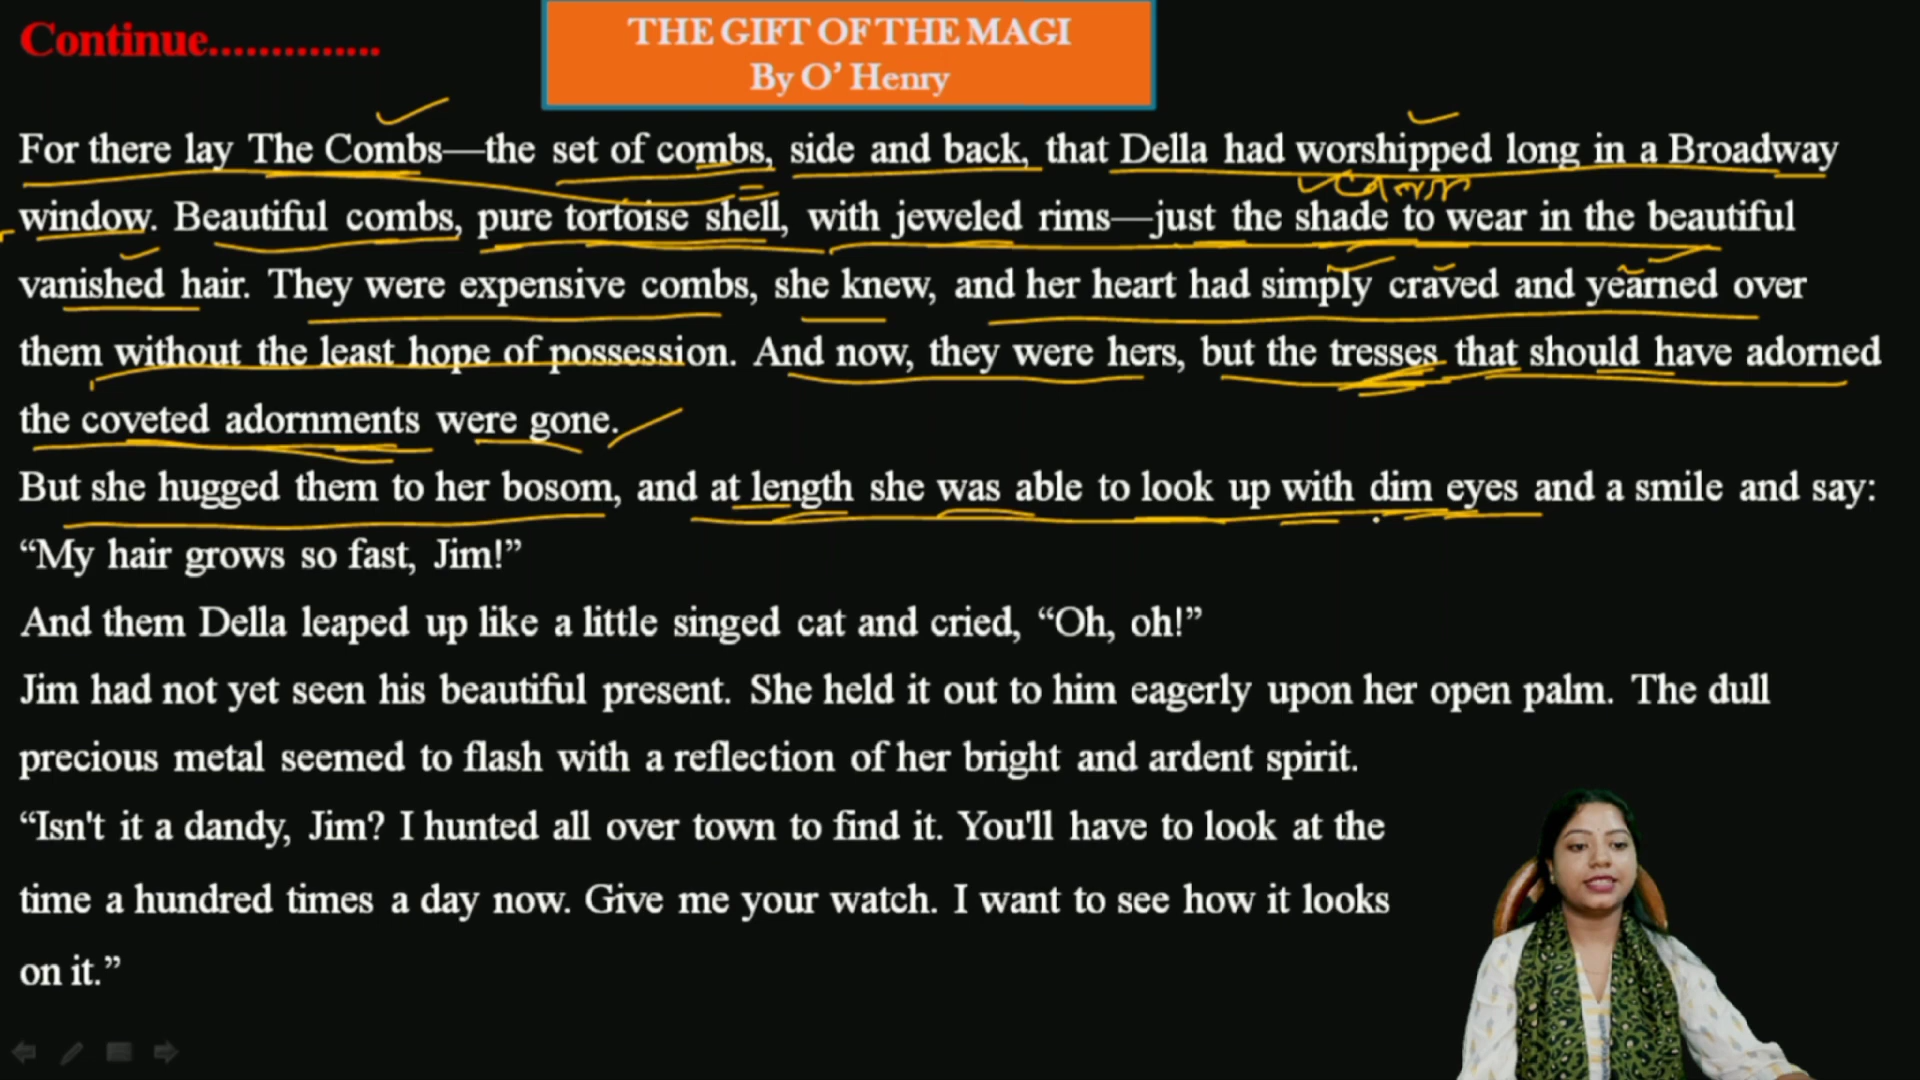 Continue..............
THE GIFT OF THE MAGI
By O’ Henry
For there lay The Combs—the set of combs, side and back, that Della had worshipped long in a Broadway
window. Beautiful combs, pure tortoise shell, with jeweled rims—just the shade to wear in the beautiful
vanished hair. They were expensive combs, she knew, and her heart had simply craved and yearned over
them without the least hope of possession. And now, they were hers, but the tresses that should have adorned
the coveted adornments were gone.
But she hugged them to her bosom, and at length she was able to look up with dim eyes and a smile and say:
“My hair grows so fast, Jim!”
And them Della leaped up like a little singed cat and cried, “Oh, oh!”
Jim had not yet seen his beautiful present. She held it out to him eagerly upon her open palm. The dull
precious metal seemed to flash with a reflection of her bright and ardent spirit.
“Isn't it a dandy, Jim? I hunted all over town to find it. You'll have to look at the
time a hundred times a day now. Give me your watch. I want to see how it looks
on it.”